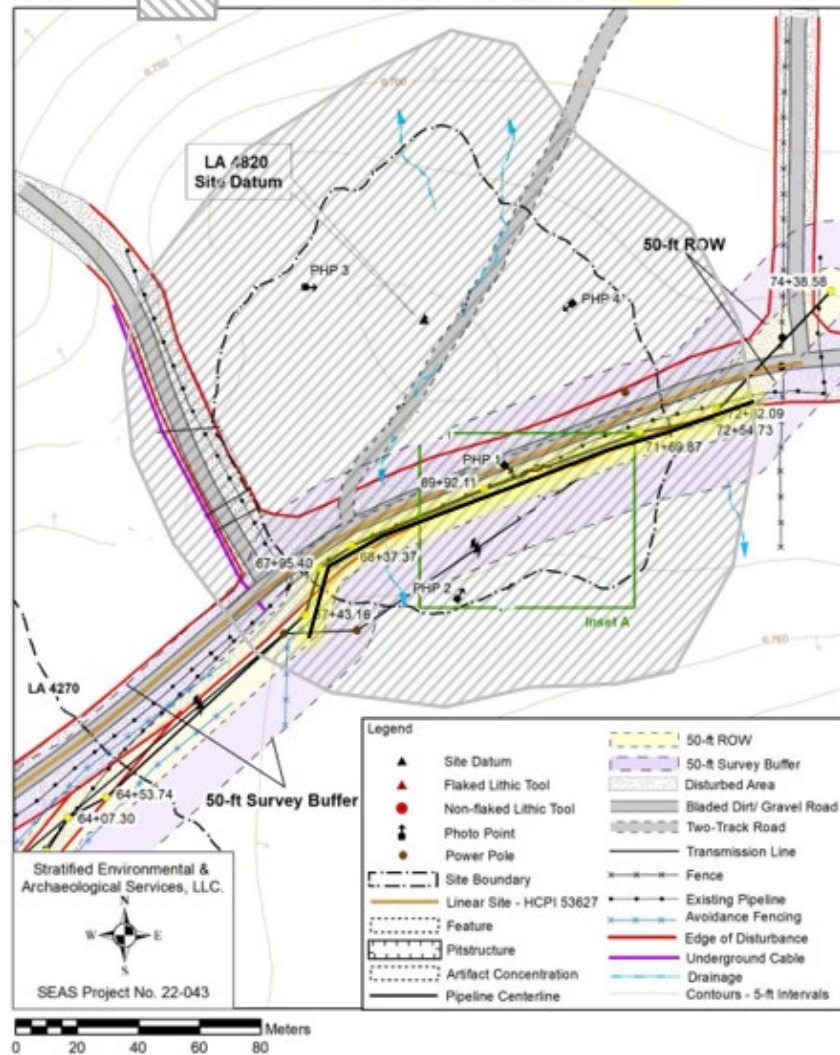 6,750
6,760
LA 4820
Site Datum
50-ft ROW
PHP 3
74+38.58
PHP 4
72+54.73
71+69.87
PHP 1
69+92.11
67+95.40
68+37.37
PHP 2
Inset A
6,760
LA 4270
64+53.74
50-ft Survey Buffer
64+07.30
Stratified Environmental &
Archaeological Services, LLC.
N
W E
S
SEAS Project No. 22-043
Legend
Site Datum
Flaked Lithic Tool
Non-flaked Lithic Tool
Photo Point
Power Pole
Site Boundary
Linear Site - HCPI 53627
Feature
Pitstructure
Artifact Concentration
Pipeline Centerline
50-ft ROW
50-ft Survey Buffer
Disturbed Area
Bladed Dirt/ Gravel Road
Two-Track Road
Transmission Line
Fence
Existing Pipeline
Avoidance Fencing
Edge of Disturbance
Underground Cable
Drainage
Contours - 5-ft Intervals
Meters
0 20 40 60 80